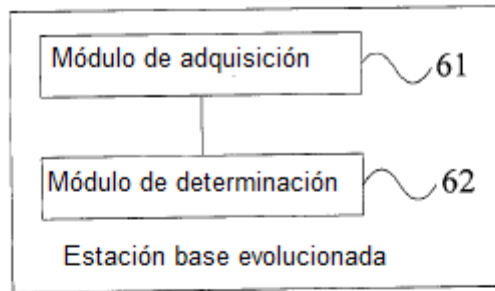 Módulo de adquisición 61
Módulo de determinación 62
Estación base evolucionada